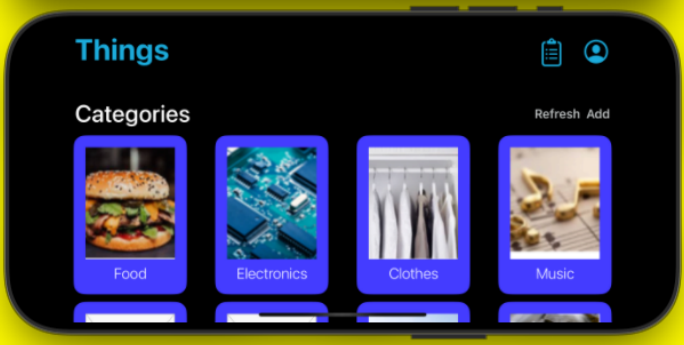 Things
Categories
Refresh Add
Food
Electronics
Clothes
Music